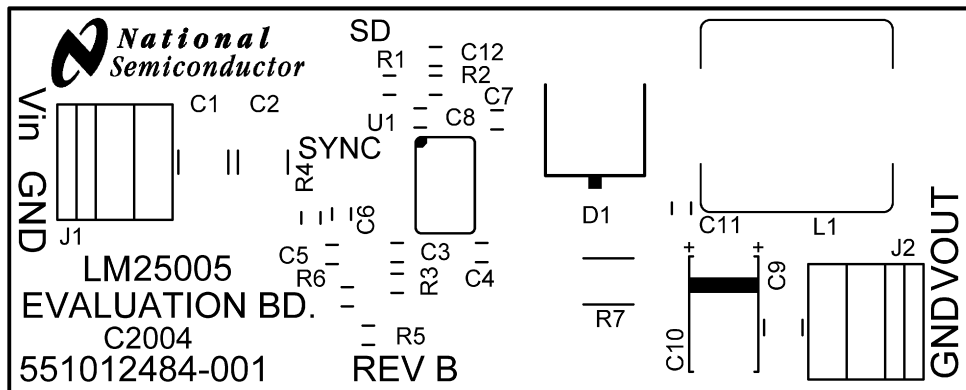 National
Semiconductor
SD
R1
C12
R2
C7
C1
C2
U1
C8
SYNC
R4
Vin
GND
J1
C6
C5
C3
C4
R6
R3
D1
C11
L1
J2
GND VOUT
LM25005
EVALUATION BD.
C2004
551012484-001
R5
REV B
R7
C10
C9